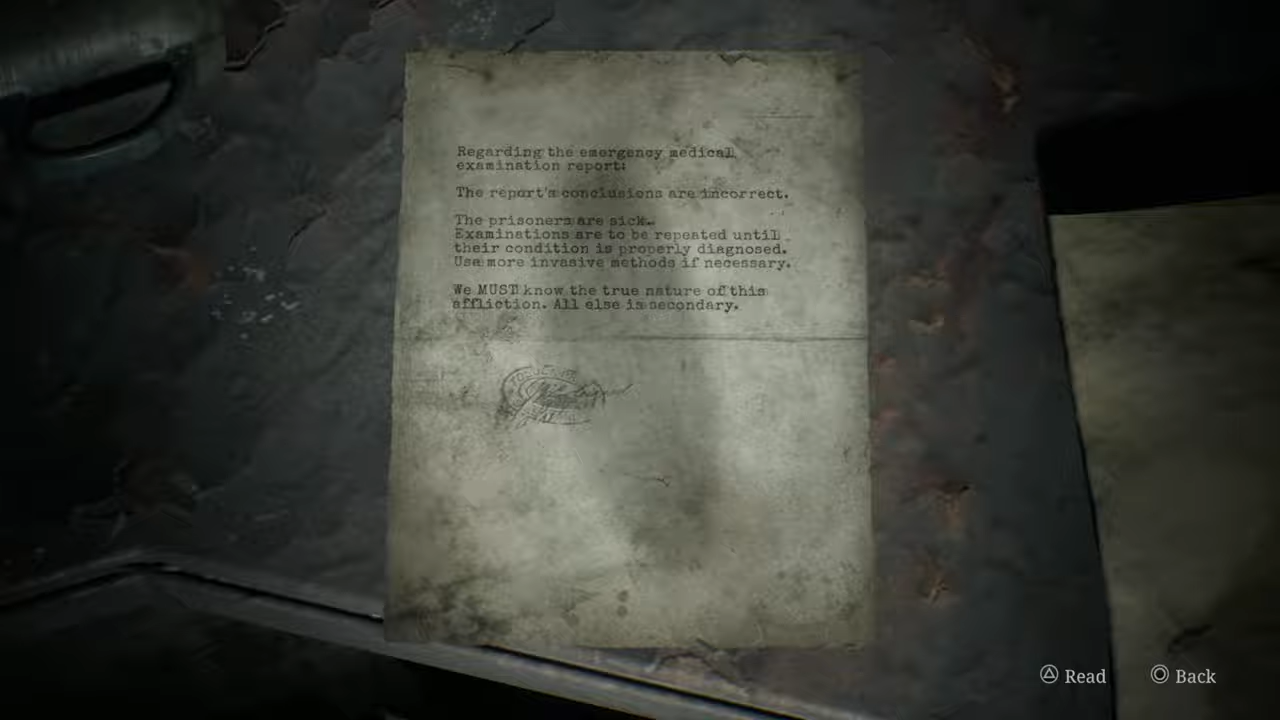 Regarding the emergency medical
examination report:
The report's conclusions are incorrect.
The prisoners are sick.
Examinations are to be repeated until
their condition is properly diagnosed.
Use more invasive methods if necessary.
We MUST know the true nature of this
affliction. All else is secondary.
Read
Back